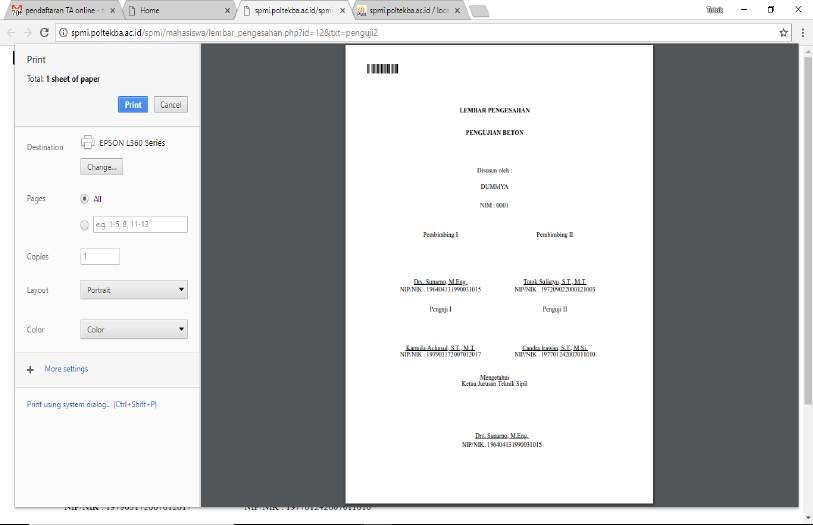 pendaftaran TA online -
Home
spmi.poltekba.ac.id/spmi
spmi.poltekba.ac.id / loca
Totok
spmi.poltekba.ac.id/spmi/mahasiswa/lembar_pengesahan.php?id=12&txt=penguji2
Print
Total: 1 sheet of paper
Print
Cancel
Destination
EPSON L360 Series
Change...
Pages
All
e.g. 1-5, 8, 11-13
Copies
1
Layout
Portrait
Color
Color
More settings
Print using system dialog... (Ctrl+Shift+P)
LEMBAR PENGESAHAN
PENGUJIAN BETON
Disusun oleh :
DUMMYA
NIM : 0001
Pembimbing I Pembimbing II
Drs. Sunarno, M.Eng. Totok Sulistyo, S.T., M.T.
NIP/NIK . 196404131990031015 NIP/NIK . 197209022000121003
Penguji I Penguji II
Karmila Achmad, S.T., M.T. Candra Irawan, S.T., M.Si.
NIP/NIK . 197903172007012017 NIP/NIK . 197701242007011010
Mengetahui
Ketua Jurusan Teknik Sipil
Drs. Sunarno, M.Eng.
NIP/NIK. 196404131990031015
NIP/NIK . 197903172007012017 NIP/NIK . 197701242007011010